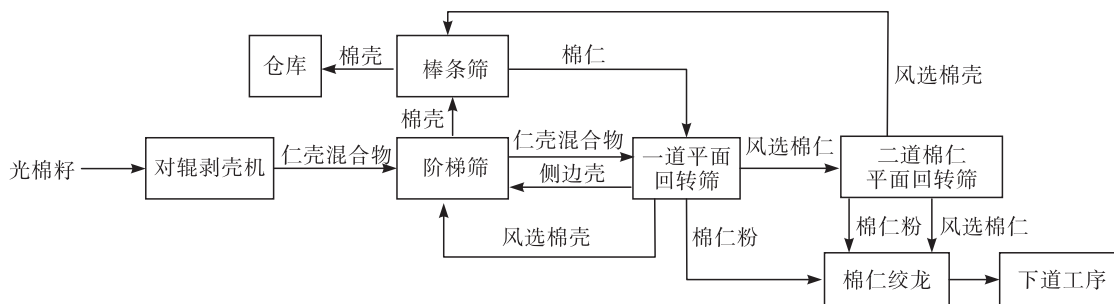 仓库
棉壳
棒条筛
棉仁
风选棉壳
棉壳
光棉籽
对辊剥壳机
仁壳混合物
阶梯筛
仁壳混合物
侧边壳
一道平面
回转筛
风选棉仁
二道棉仁
平面回转筛
风选棉壳
棉仁粉
棉仁粉
风选棉仁
棉仁绞龙
下道工序